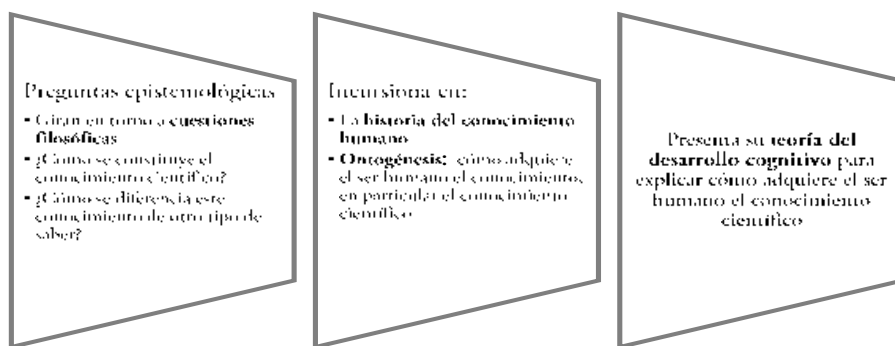 Preguntas epistemológicas
▪ Giran en torno a cuestiones
filosóficas
▪ ¿Cómo se construye el
conocimiento científico?
▪ ¿Cómo se diferencia este
conocimiento de otro tipo de
saber?
Incursiona en:
▪ La historia del conocimiento
humano
▪ Ontogénesis: cómo adquiere
el ser humano el conocimiento,
en particular el conocimiento
científico
Presenta su teoría del
desarrollo cognitivo para
explicar cómo adquiere el ser
humano el conocimiento
científico